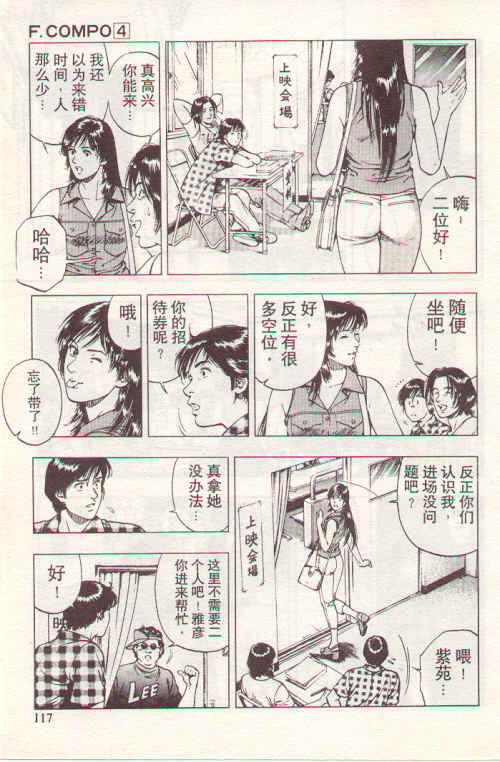 F.COMPO 4
嗨~
二位好!
上映会場
真高兴
你能来…
我还
以为来错
时间,人
那么少…
哈哈…
随便
坐吧!
好,
反正有很
多空位。
你的招
待券呢?
哦!
忘了带了!!
反正你们
认识我,
进场没问
题吧?
上映会場
喂!
紫苑…
真拿她
没办法…
这里不需要二
个人吧!雅彦
你进来帮忙。
好!
映
LEE
117